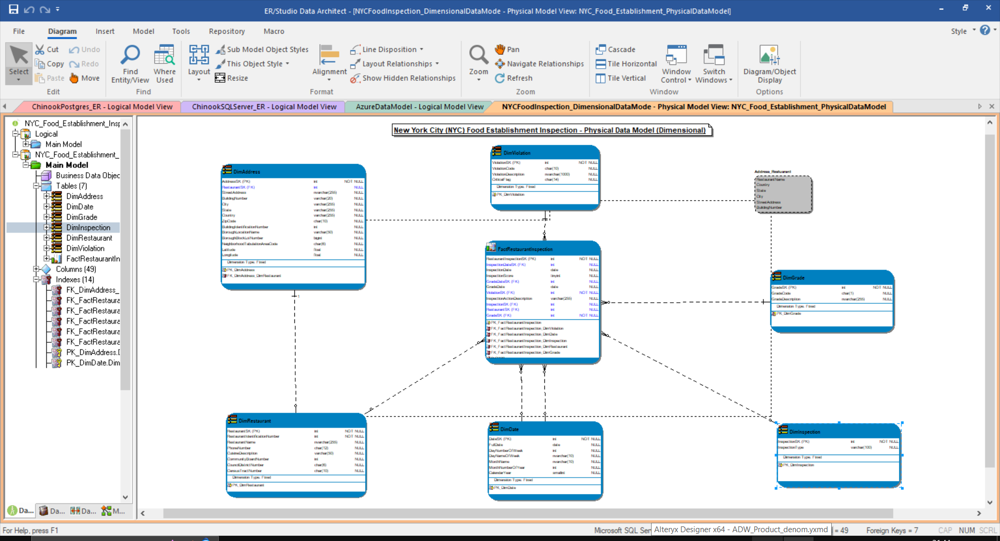 ER/Studio Data Architect - [NYCFoodInspection_DimensionalDataMode - Physical Model View: NYC_Food_Establishment_PhysicalDataModel]
File Diagram Insert Model Tools Repository Macro Style
Select
Cut
Copy
Paste
Undo
Redo
Move
Edit
Find Entity/View
Where Used
Find
Layout
Sub Model Object Styles
This Object Style
Resize
Alignment
Line Disposition
Layout Relationships
Show Hidden Relationships
Format
Zoom
Pan
Navigate Relationships
Refresh
Zoom
Cascade
Tile Horizontal
Tile Vertical
Window Control
Switch Windows
Window
Diagram/Object Display
Options
ChinookPostgres_ER - Logical Model View
ChinookSQLServer_ER - Logical Model View
AzureDataModel - Logical Model View
NYCFoodInspection_DimensionalDataMode - Physical Model View: NYC_Food_Establishment_PhysicalDataModel
NYC_Food_Establishment_Insp
Logical
Main Model
NYC_Food_Establishment_
Main Model
Business Data Objec
Tables (7)
DimAddress
DimDate
DimGrade
DimInspection
DimRestaurant
DimViolation
FactRestaurantIn
Columns (49)
Indexes (14)
FK_DimAddress_
FK_FactRestaura
FK_FactRestaura
FK_FactRestaura
FK_FactRestaura
FK_FactRestaura
PK_DimAddress.D
PK_DimDate.Dim
Da...
Da...
Da...
M...
New York City (NYC) Food Establishment Inspection - Physical Data Model (Dimensional)
DimAddress
AddressSK (PK) int NOT NULL
RestaurantSK (FK) int NULL
StreetAddress nvarchar(255) NULL
BuildingNumber varchar(20) NULL
City varchar(255) NULL
State varchar(255) NULL
Country varchar(255) NULL
ZipCode char(10) NULL
BuildingIdentificationNumber int NULL
BoroughLocationName varchar(50) NULL
BoroughBlockLotNumber bigint NULL
NeighborhoodTabulationAreaCode char(6) NULL
Latitude float NULL
Longitude float NULL
Dimension Type: Fixed
PK_DimAddress
FK_DimAddress_DimRestaurant
1
DimViolation
ViolationSK (PK) int NOT NULL
ViolationCode char(10) NULL
ViolationDescription nvarchar(1000) NULL
CriticalFlag char(14) NULL
Dimension Type: Fixed
PK_DimViolation
Address_Restuarant
RestaurantName
Country
State
City
StreetAddress
BuildingNumber
FactRestaurantInspection
RestaurantInspectionSK (PK) int NOT NULL
InspectionDateSK (FK) int NULL
InspectionDate date NULL
InspectionScore tinyint NULL
GradeDateSK (FK) int NULL
GradeDate date NULL
ViolationSK (FK) int NOT NULL
InspectionActionDescription varchar(255) NULL
InspectionSK (FK) int NULL
RestaurantSK (FK) int NULL
GradeSK (FK) int NOT NULL
PK_FactRestaurantInspection
FK_FactRestaurantInspection_DimViolation
FK_FactRestaurantInspection_DimDate
FK_FactRestaurantInspection_DimInspection
FK_FactRestaurantInspection_DimRestaurant
FK_FactRestaurantInspection_DimGrade
DimGrade
GradeSK (PK) int NOT NULL
GradeCode char(1) NULL
GradeDescription nvarchar(255) NULL
Dimension Type: Fixed
PK_DimGrade
DimRestaurant
RestaurantSK (PK) int NOT NULL
RestaurantIdentificationNumber int NOT NULL
RestaurantName nvarchar(255) NULL
PhoneNumber char(12) NULL
CuisineDescription varchar(50) NULL
CommunityBoardNumber int NULL
CouncilDistrictNumber char(6) NULL
CensusTractNumber char(10) NULL
Dimension Type: Fixed
PK_DimRestaurant
DimDate
DateSK (PK) int NOT NULL
FullDate date NULL
DayNumberOfWeek int NULL
DayNameOfWeek nvarchar(10) NULL
MonthName nvarchar(10) NULL
MonthNumberOfYear int NULL
CalendarYear smallint NULL
Dimension Type: Fixed
PK_DimDate
DimInspection
InspectionSK (PK) int NOT NULL
InspectionType varchar(100) NULL
Dimension Type: Fixed
PK_DimInspection
For Help, press F1
Microsoft SQL Ser
Alteryx Designer x64 - ADW_Product_denom.yxmd
= 49
Foreign Keys = 7
CAP NUM SCRL